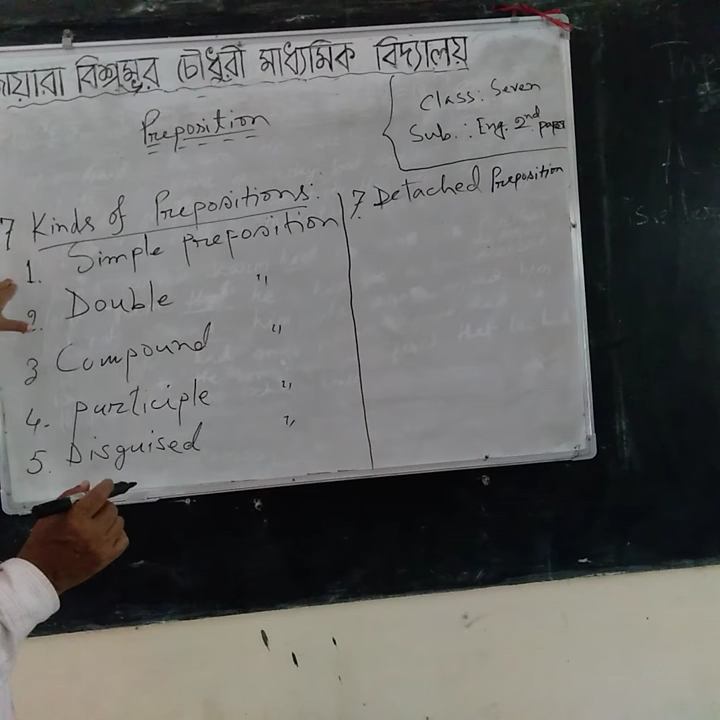 বিশ্বম্ভর চৌধুরী মাধ্যমিক বিদ্যালয়
Class: Seven
Sub.: Eng. 2nd paper
Preposition
7 Kinds of Prepositions:
1. Simple preposition
2. Double "
3 Compound "
4. participle "
5. Disguised "
7. Detached Preposition